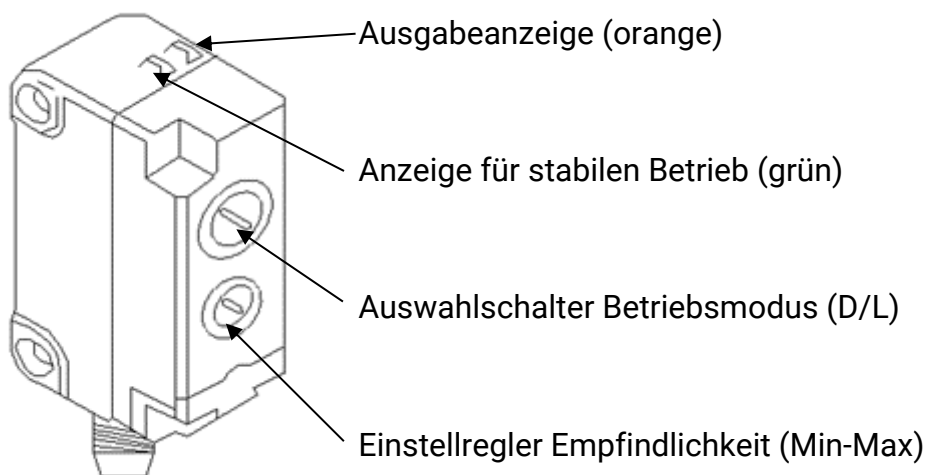 Ausgabeanzeige (orange)
Anzeige für stabilen Betrieb (grün)
Auswahlschalter Betriebsmodus (D/L)
Einstellregler Empfindlichkeit (Min-Max)